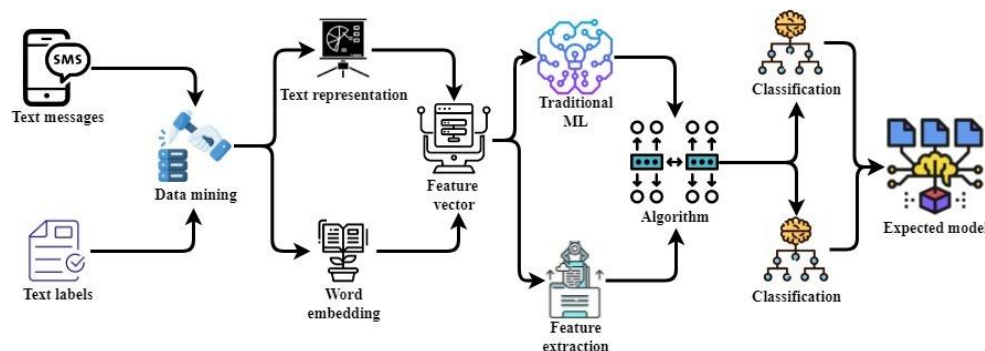 SMS
Text messages
Text labels
Data mining
Text representation
Word
embedding
Feature
vector
Traditional
ML
Feature
extraction
Algorithm
Classification
Classification
Expected model